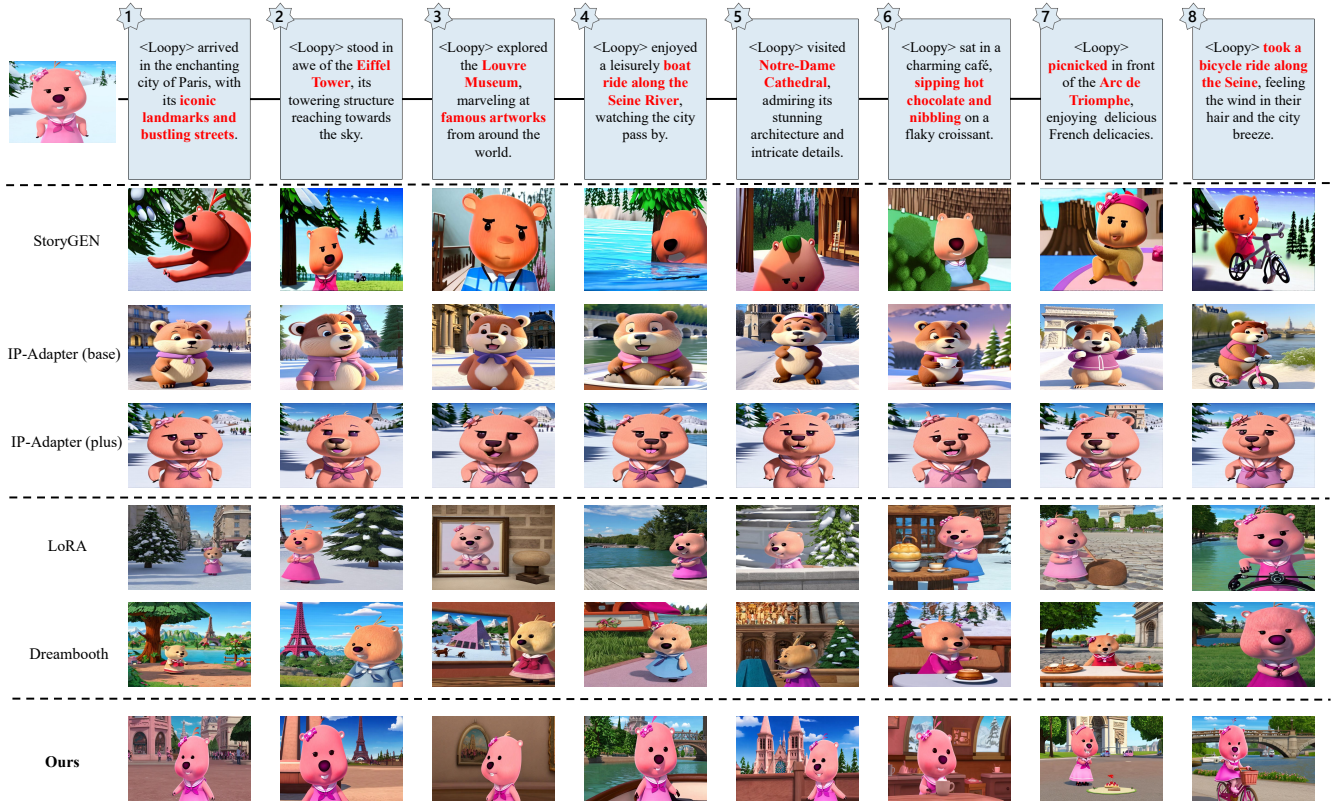 1
<Loopy> arrived
in the enchanting
city of Paris, with
its iconic
landmarks and
bustling streets.
2
<Loopy> stood in
awe of the Eiffel
Tower, its
towering structure
reaching towards
the sky.
3
<Loopy> explored
the Louvre
Museum,
marveling at
famous artworks
from around the
world.
4
<Loopy> enjoyed
a leisurely boat
ride along the
Seine River,
watching the city
pass by.
5
<Loopy> visited
Notre-Dame
Cathedral,
admiring its
stunning
architecture and
intricate details.
6
<Loopy> sat in a
charming café,
sipping hot
chocolate and
nibbling on a
flaky croissant.
7
<Loopy>
picnicked in front
of the Arc de
Triomphe,
enjoying delicious
French delicacies.
8
<Loopy> took a
bicycle ride along
the Seine, feeling
the wind in their
hair and the city
breeze.
StoryGEN
IP-Adapter (base)
IP-Adapter (plus)
LoRA
Dreambooth
Ours